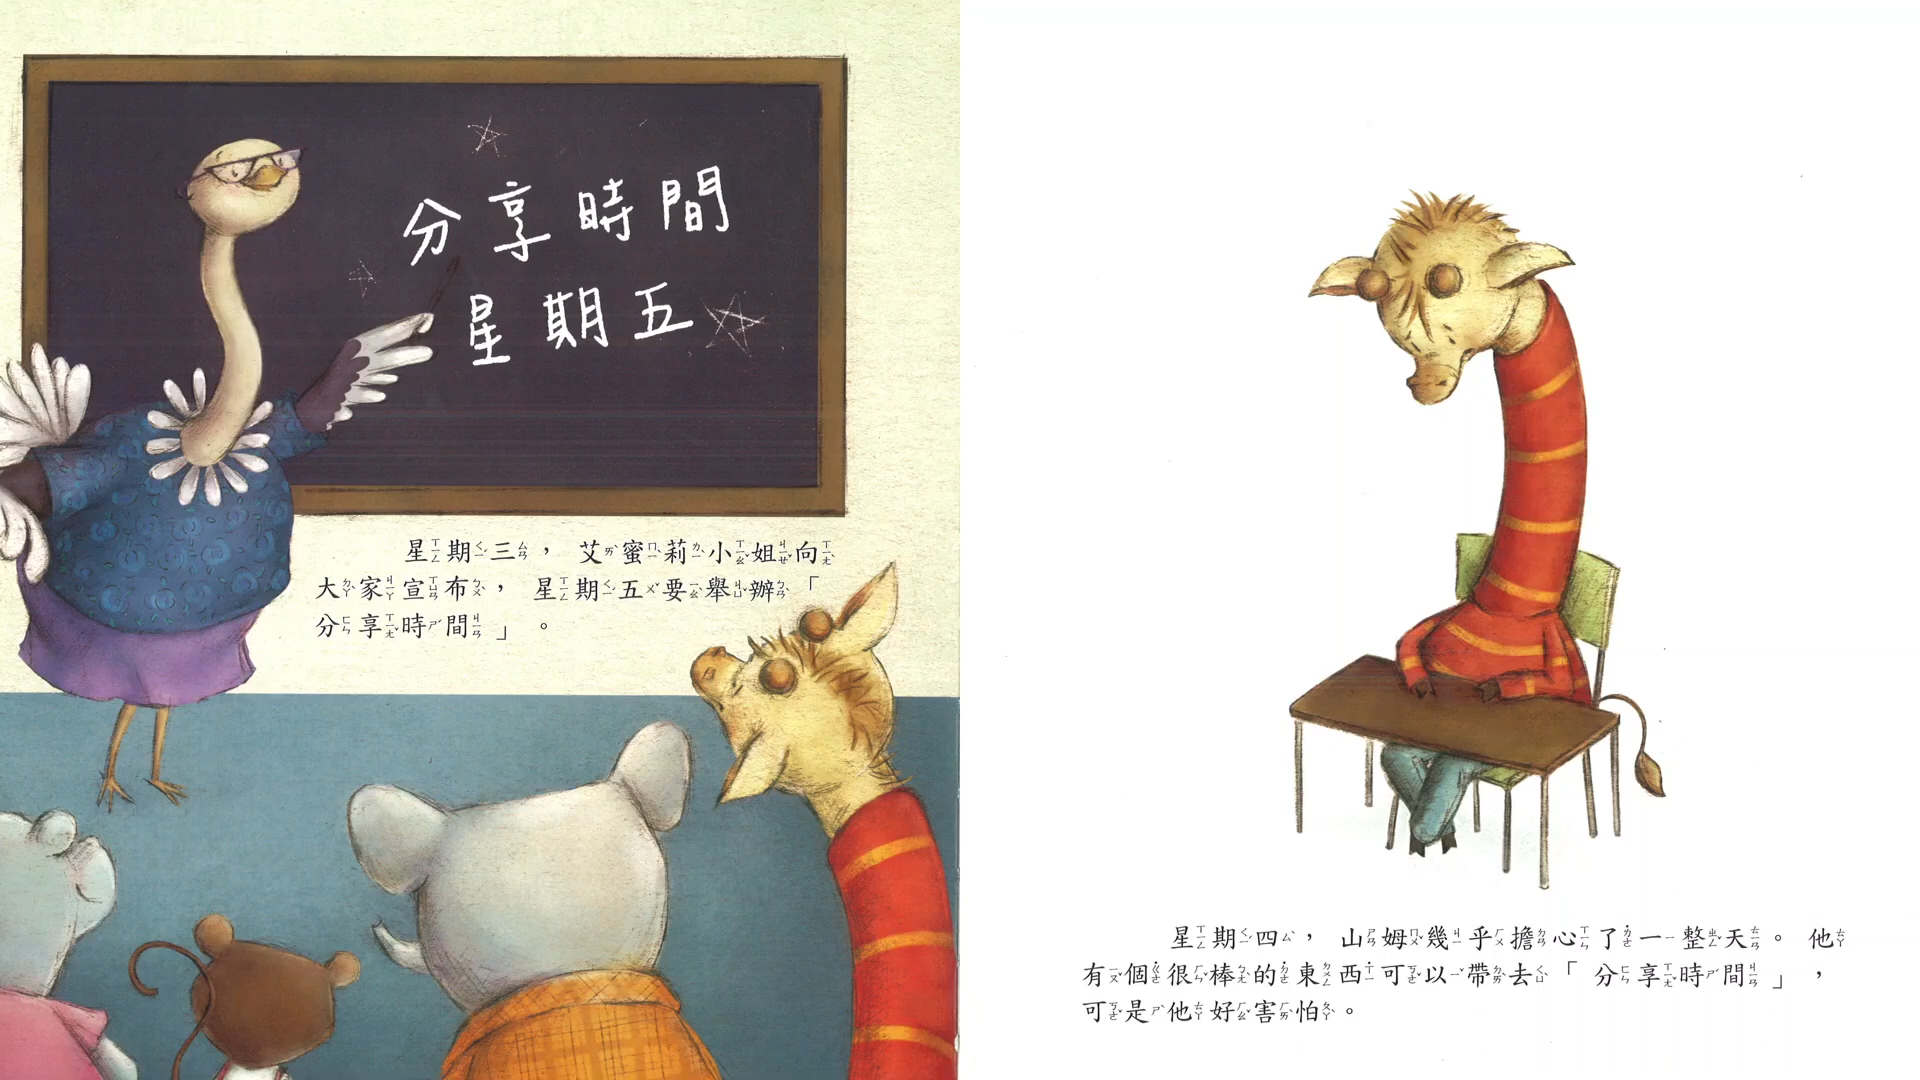 分享時間
星期五
星期三，艾蜜莉小姐向
大家宣布，星期五要舉辦「
分享時間」。
星期四，山姆幾乎擔心了一整天。他
有個很棒的東西可以帶去「分享時間」，
可是他好害怕。